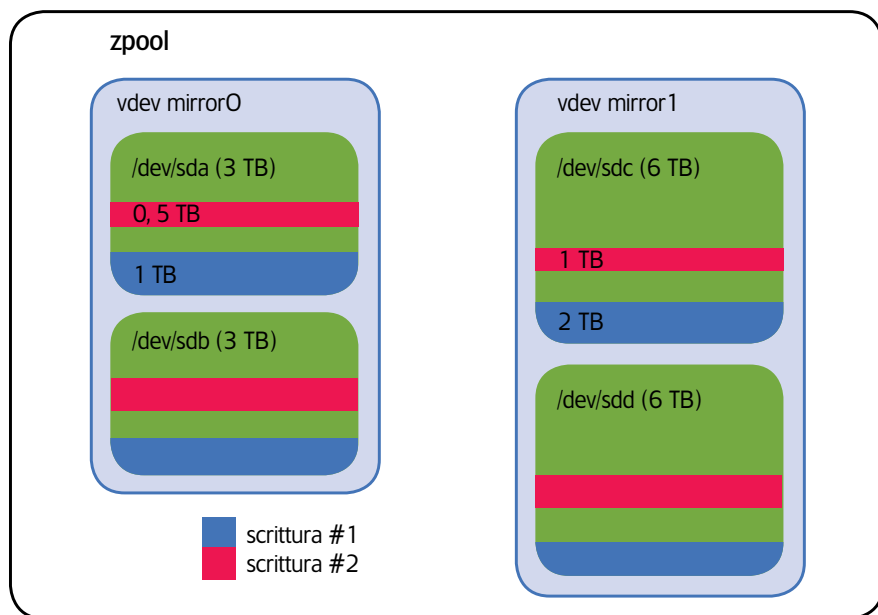 zpool
vdev mirror0
/dev/sda (3 TB)
0, 5 TB
1 TB
/dev/sdb (3 TB)
vdev mirror1
/dev/sdc (6 TB)
1 TB
2 TB
/dev/sdd (6 TB)
scrittura #1
scrittura #2